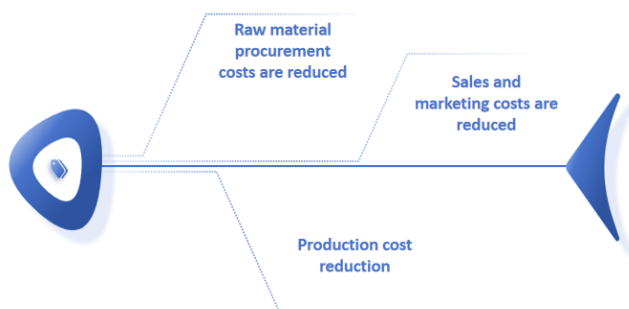 Raw material
procurement
costs are reduced
Sales and
marketing costs are
reduced
Production cost
reduction